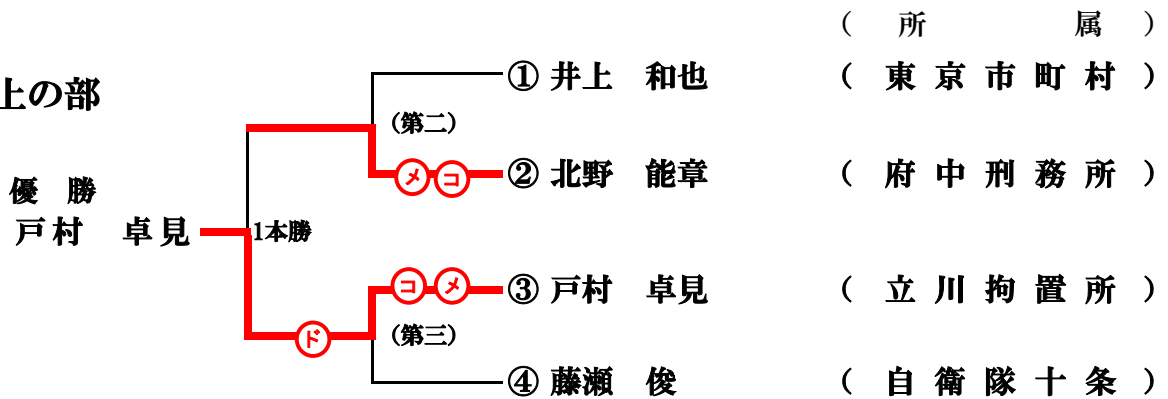 （ 所 属 ）
上の部
① 井上 和也 （ 東 京 市 町 村 ）
（第二）
メ コ ② 北野 能章 （ 府 中 刑 務 所 ）
優 勝
戸村 卓見
1本勝
コ メ ③ 戸村 卓見 （ 立 川 拘 置 所 ）
ド
（第三）
④ 藤瀬 俊 （ 自 衛 隊 十 条 ）